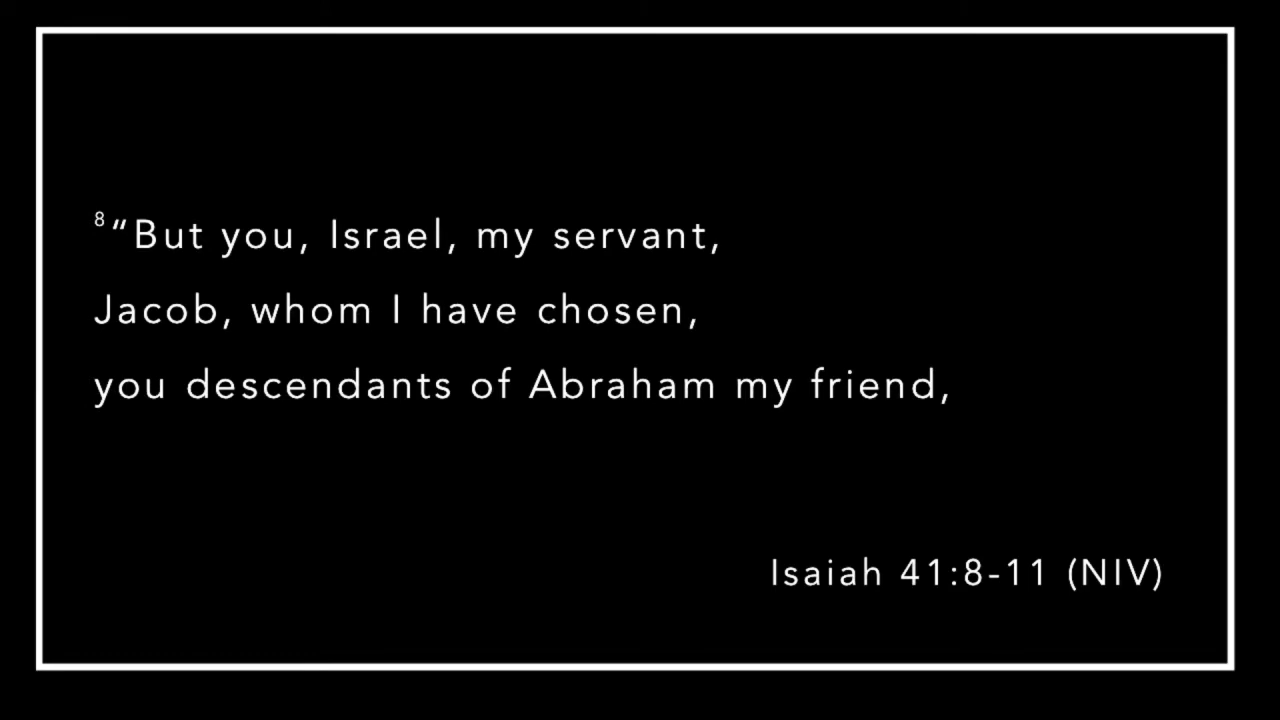 ⁸“But you, Israel, my servant,
Jacob, whom I have chosen,
you descendants of Abraham my friend,
Isaiah 41:8-11 (NIV)